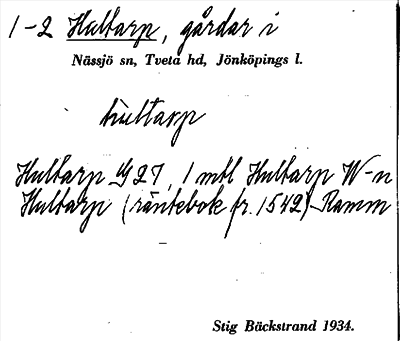 1-2 Hultarp, gårdar i
Nässjö sn, Tveta hd, Jönköpings l.
hultarp
Hultarp G 27, 1 mtl Hultarp W-n
Hultarp (räntebok fr. 1542) Ramm
Stig Bäckstrand 1934.